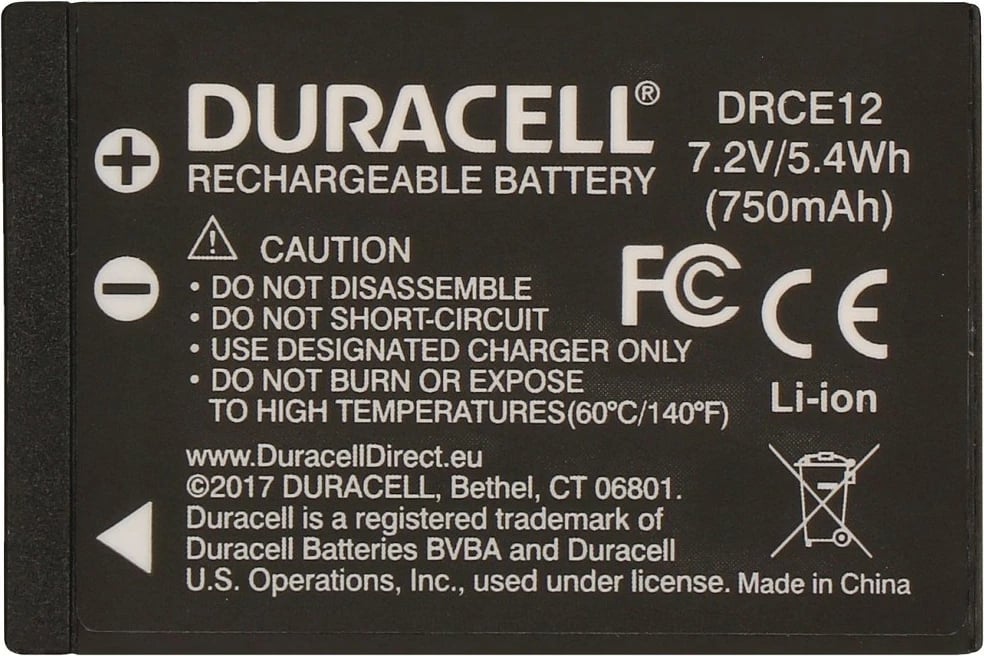 DURACELL®
RECHARGEABLE BATTERY
DRCE12
7.2V/5.4Wh
(750mAh)
⚠ CAUTION
• DO NOT DISASSEMBLE
• DO NOT SHORT-CIRCUIT
• USE DESIGNATED CHARGER ONLY
• DO NOT BURN OR EXPOSE
TO HIGH TEMPERATURES(60°C/140°F)
FC
CE
Li-ion
www.DuracellDirect.eu
©2017 DURACELL, Bethel, CT 06801.
Duracell is a registered trademark of
Duracell Batteries BVBA and Duracell
U.S. Operations, Inc., used under license. Made in China